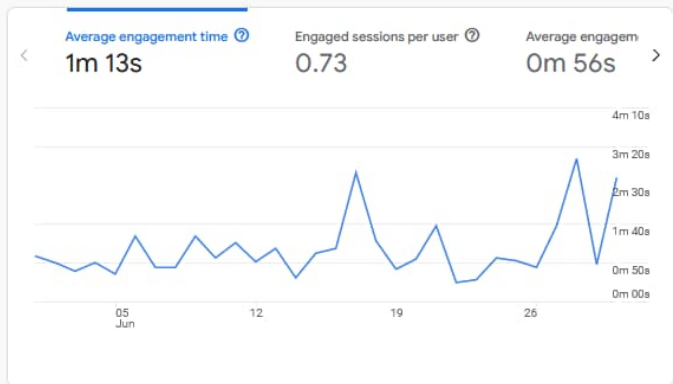 Average engagement time
Engaged sessions per user
Average engagem
1m 13s
0.73
0m 56s
4m 10s
3m 20s
2m 30s
1m 40s
0m 50s
0m 00s
05
Jun
12
19
26